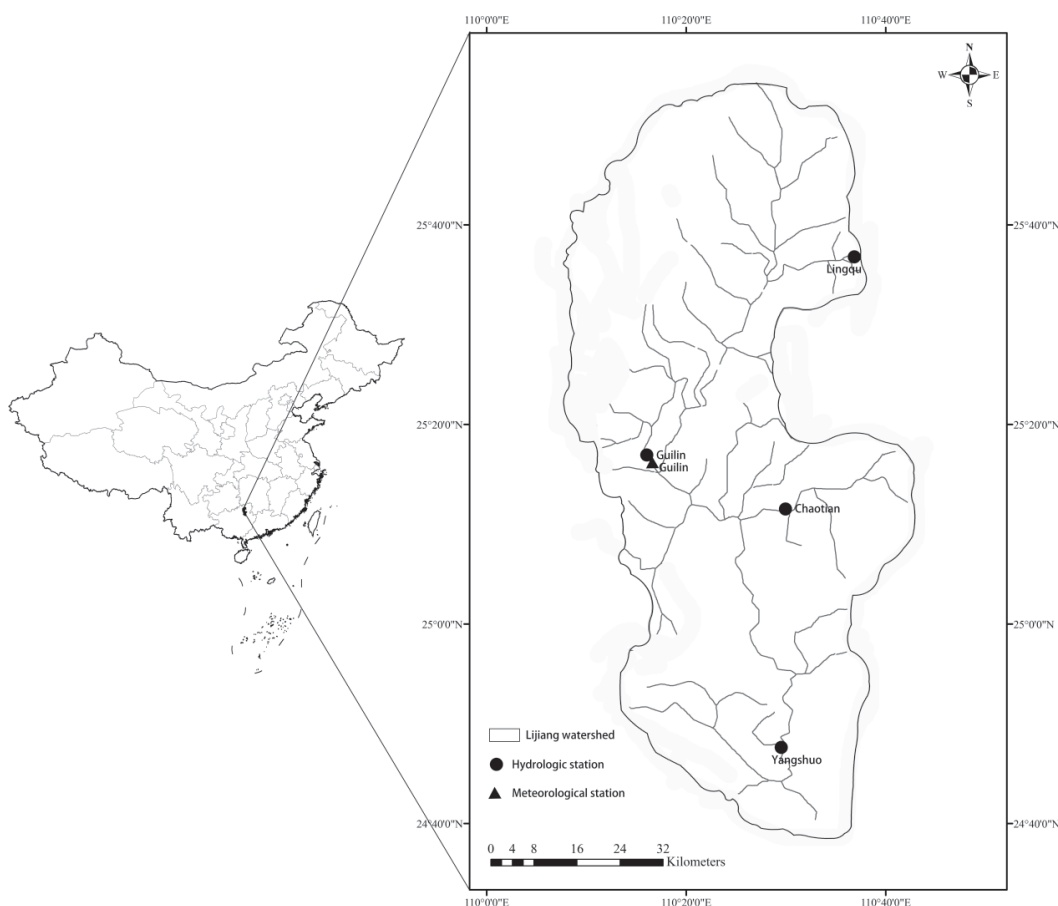 110°0'0"E
110°20'0"E
110°40'0"E
N
W
E
S
25°40'0"N
25°40'0"N
Lingqu
25°20'0"N
25°20'0"N
Guilin
Guilin
Chaotian
25°0'0"N
25°0'0"N
Lijiang watershed
Yangshuo
Hydrologic station
Meteorological station
24°40'0"N
24°40'0"N
0 4 8 16 24 32
Kilometers
110°0'0"E
110°20'0"E
110°40'0"E